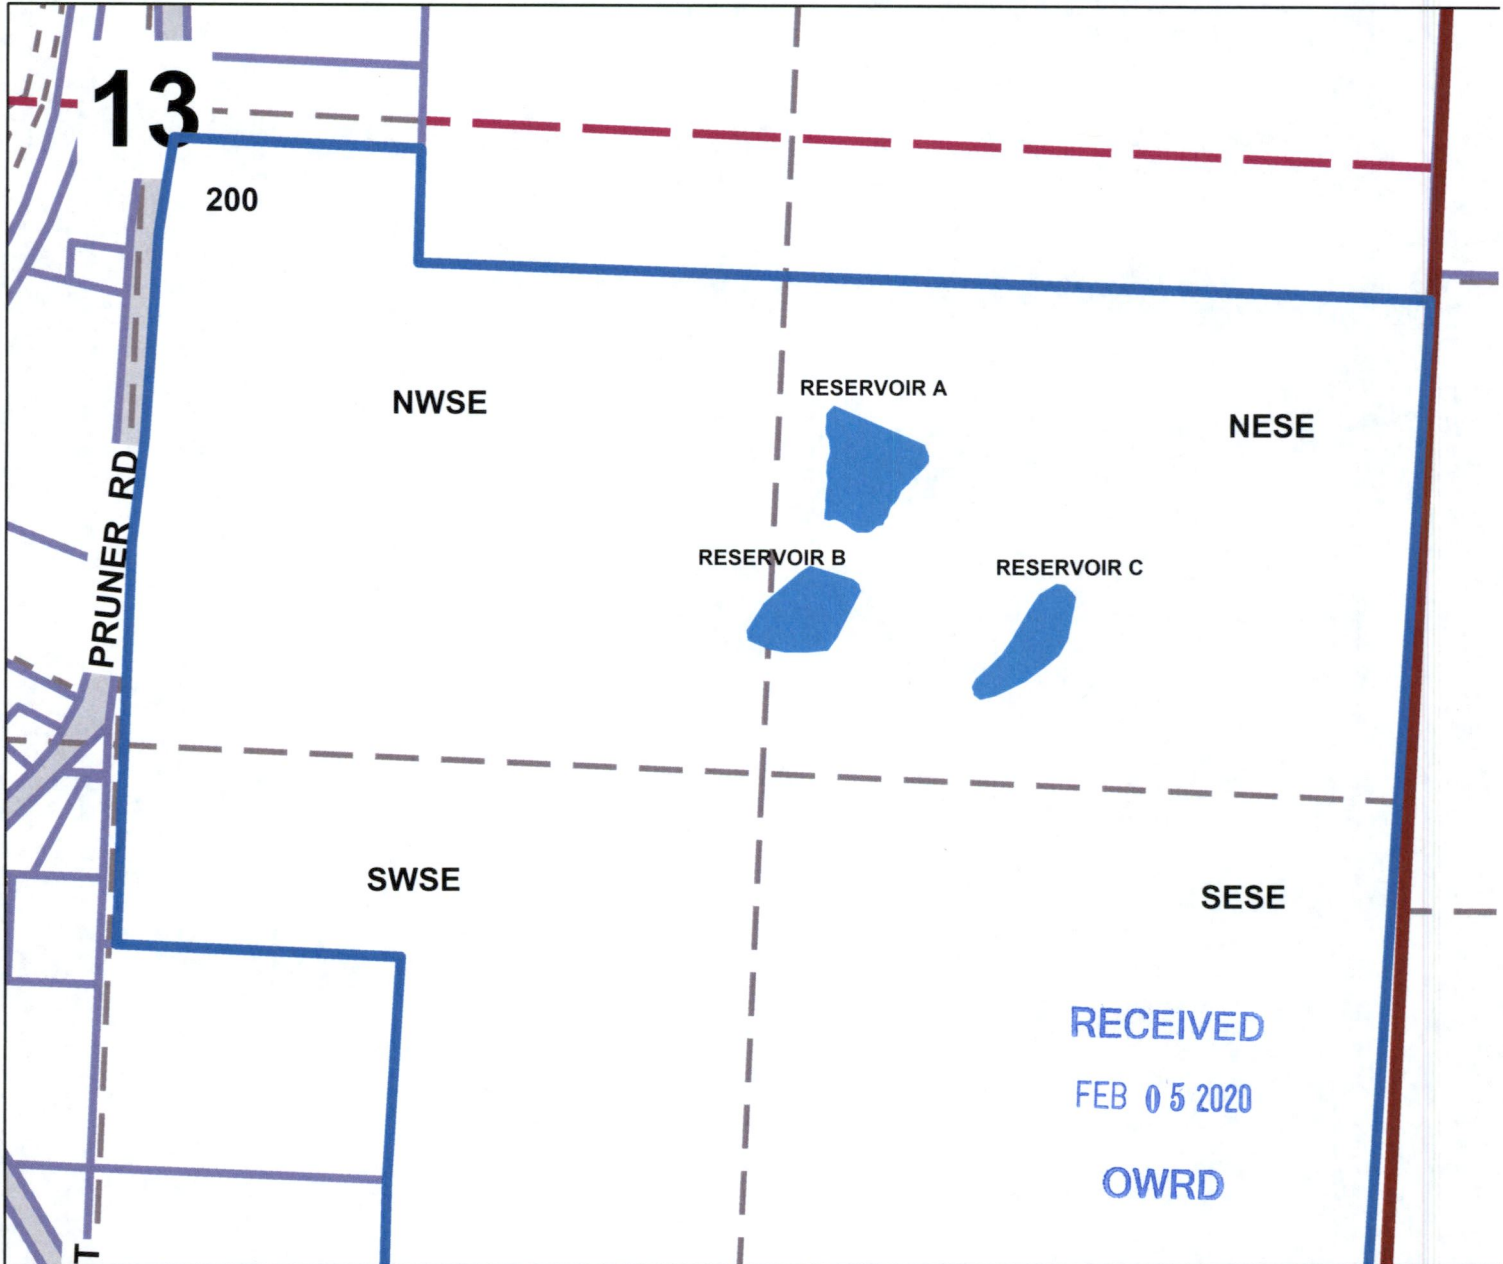 13
200
RESERVOIR A
NWSE
NESE
PRUNER RD
RESERVOIR B
RESERVOIR C
SWSE
SESE
RECEIVED
FEB 05 2020
OWRD
T